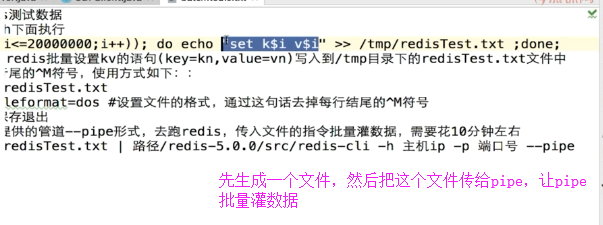 s测试数据
h下面执行
i<=20000000;i++)); do echo "set k$i v$i" >> /tmp/redisTest.txt ;done;
redis批量设置kv的语句(key=kn,value=vn)写入到/tmp目录下的redisTest.txt文件中
尾的^M符号，使用方式如下：:
redisTest.txt
leformat=dos #设置文件的格式，通过这句话去掉每行结尾的^M符号
保存退出
提供的管道--pipe形式，去跑redis，传入文件的指令批量灌数据，需要花10分钟左右
redisTest.txt | 路径/redis-5.0.0/src/redis-cli -h 主机ip -p 端口号 --pipe
先生成一个文件，然后把这个文件传给pipe，让pipe
批量灌数据